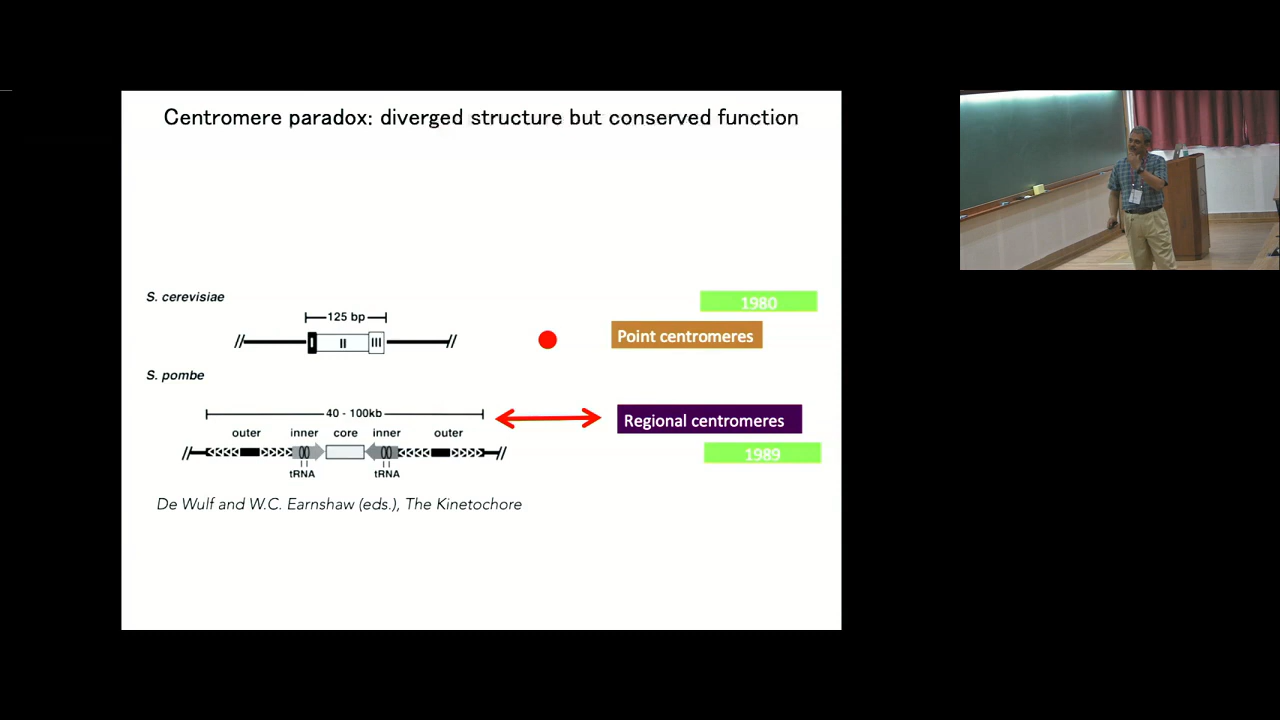 Centromere paradox: diverged structure but conserved function
S. cerevisiae
1980
125 bp
I II III
Point centromeres
S. pombe
40 - 100kb
Regional centromeres
outer inner core inner outer
1989
tRNA tRNA
De Wulf and W.C. Earnshaw (eds.), The Kinetochore